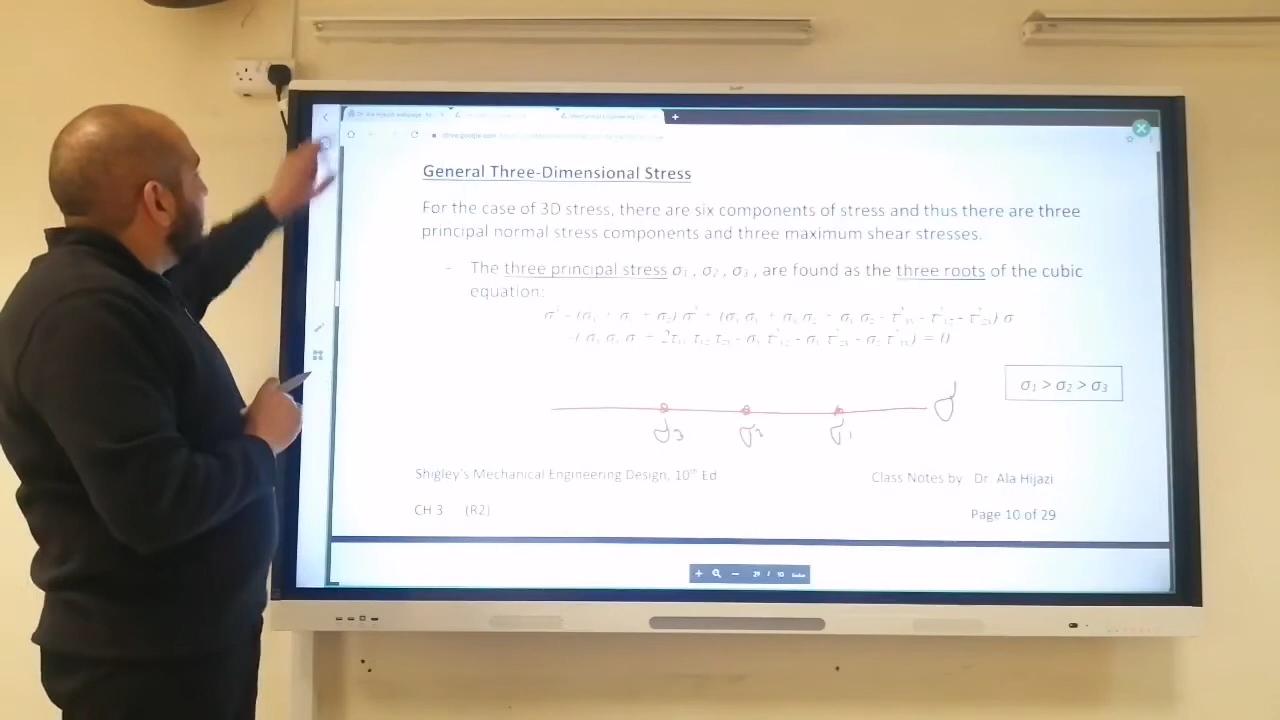 General Three-Dimensional Stress
For the case of 3D stress, there are six components of stress and thus there are three
principal normal stress components and three maximum shear stresses.
- The three principal stress σ₁ , σ₂ , σ₃ , are found as the three roots of the cubic
equation:
σ₁ > σ₂ > σ₃
σ
σ₃ σ₂ σ₁
Shigley's Mechanical Engineering Design, 10th Ed
Class Notes by Dr. Ala Hijazi
CH 3 (R2)
Page 10 of 29